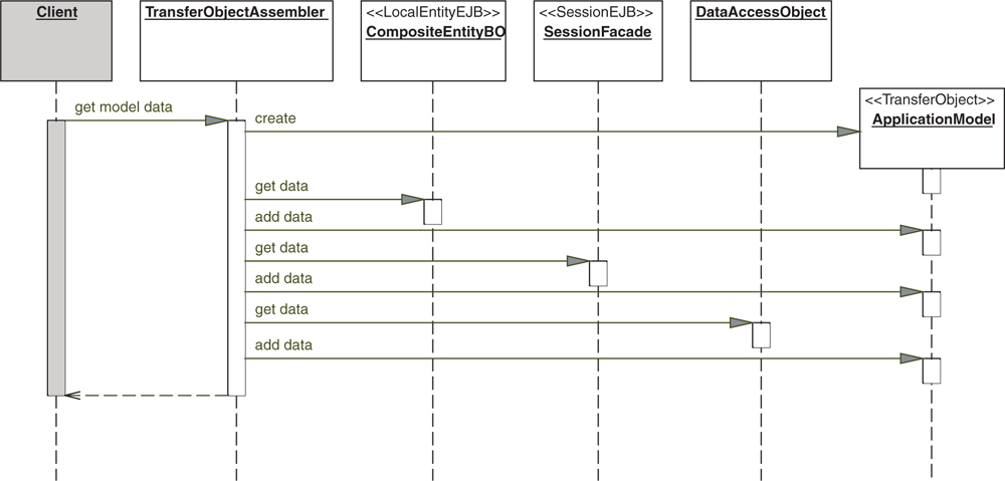 Client
TransferObjectAssembler
<<LocalEntityEJB>>
CompositeEntityBO
<<SessionEJB>>
SessionFacade
DataAccessObject
<<TransferObject>
ApplicationModel
get model data
create
get data
add data
get data
add data
get data
add data